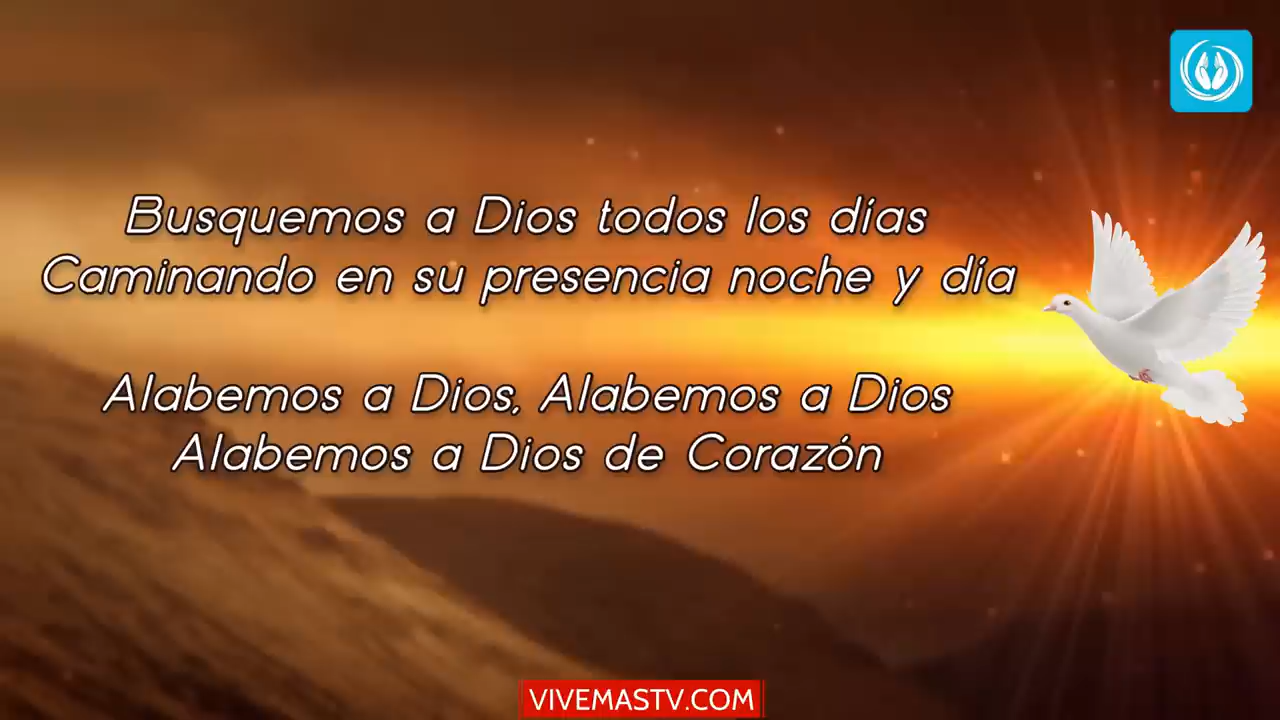 Busquemos a Dios todos los días
Caminando en su presencia noche y día
Alabemos a Dios, Alabemos a Dios
Alabemos a Dios de Corazón
VIVEMASTV.COM